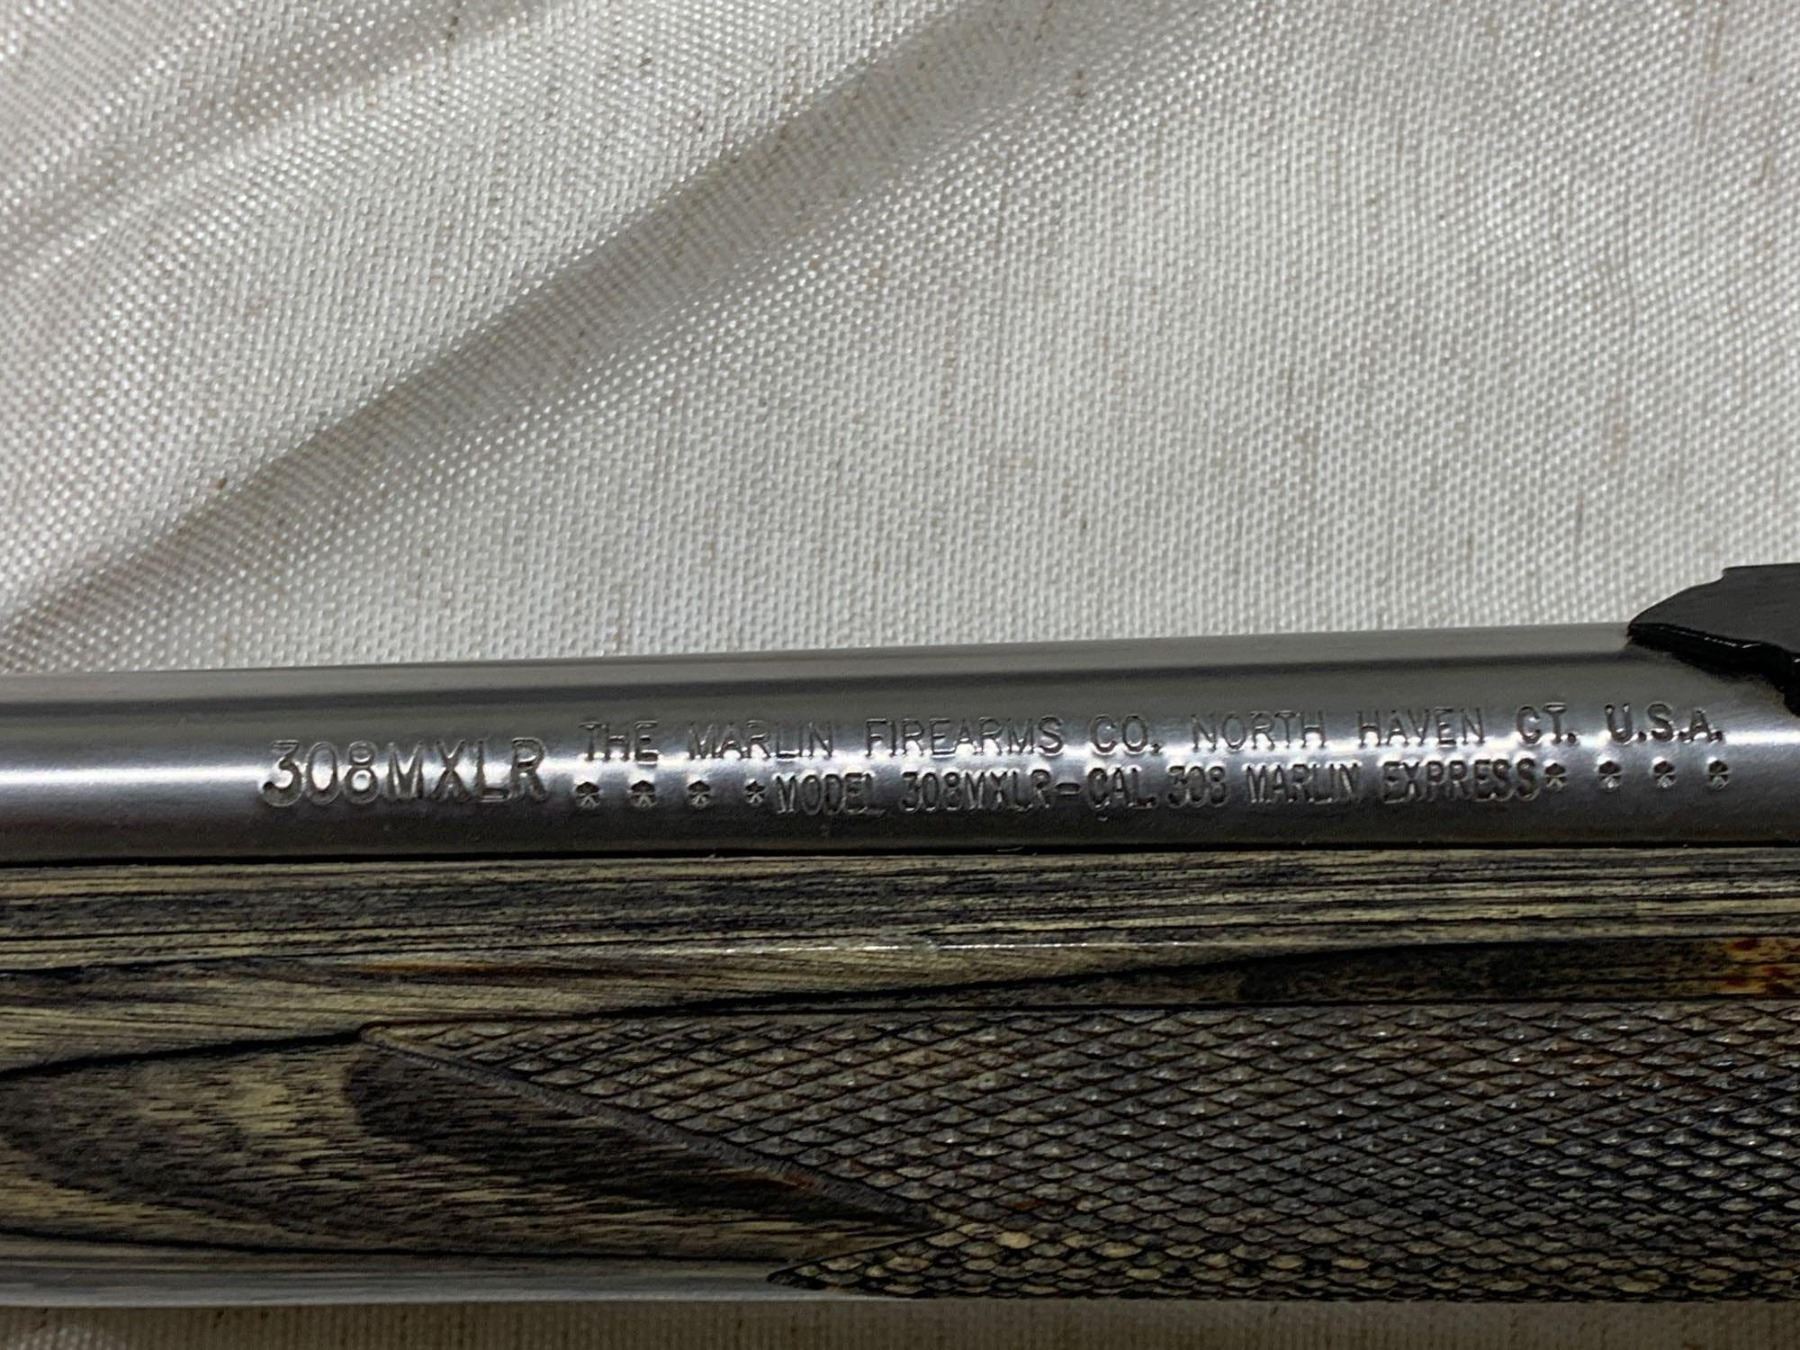 308MXLR THE MARLIN FIREARMS CO. NORTH HAVEN CT. U.S.A.
* * * *MODEL 308MXLR-CAL. 308 MARLIN EXPRESS* * * *